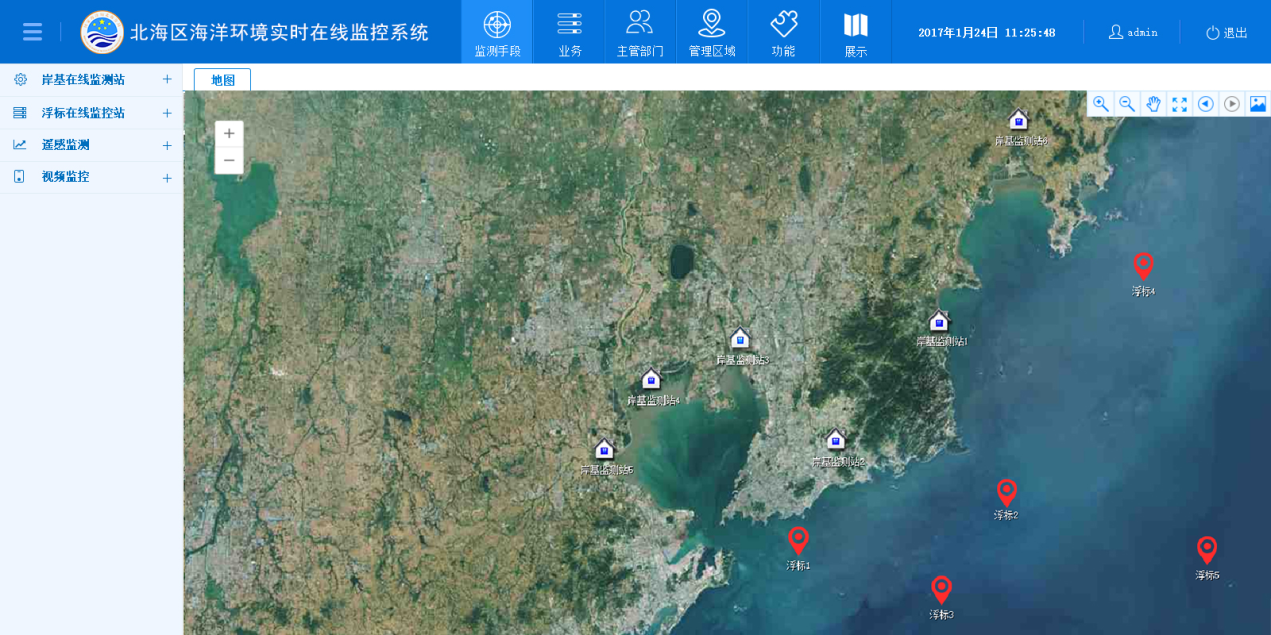 北海区海洋环境实时在线监控系统
监测手段
业务
主管部门
管理区域
功能
展示
2017年1月24日 11:25:48
admin
退出
岸基在线监测站
浮标在线监控站
遥感监测
视频监控
地图
岸基监测站6
浮标4
岸基监测站1
岸基监测站3
岸基监测站4
岸基监测站2
岸基监测站5
浮标2
浮标1
浮标5
浮标3